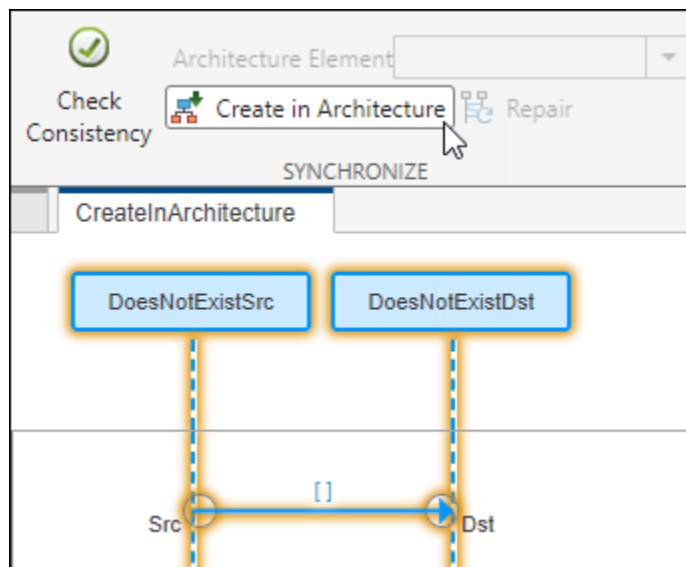 Architecture Element
Check
Consistency
Create in Architecture
Repair
SYNCHRONIZE
CreateInArchitecture
DoesNotExistSrc
DoesNotExistDst
[ ]
Src
Dst